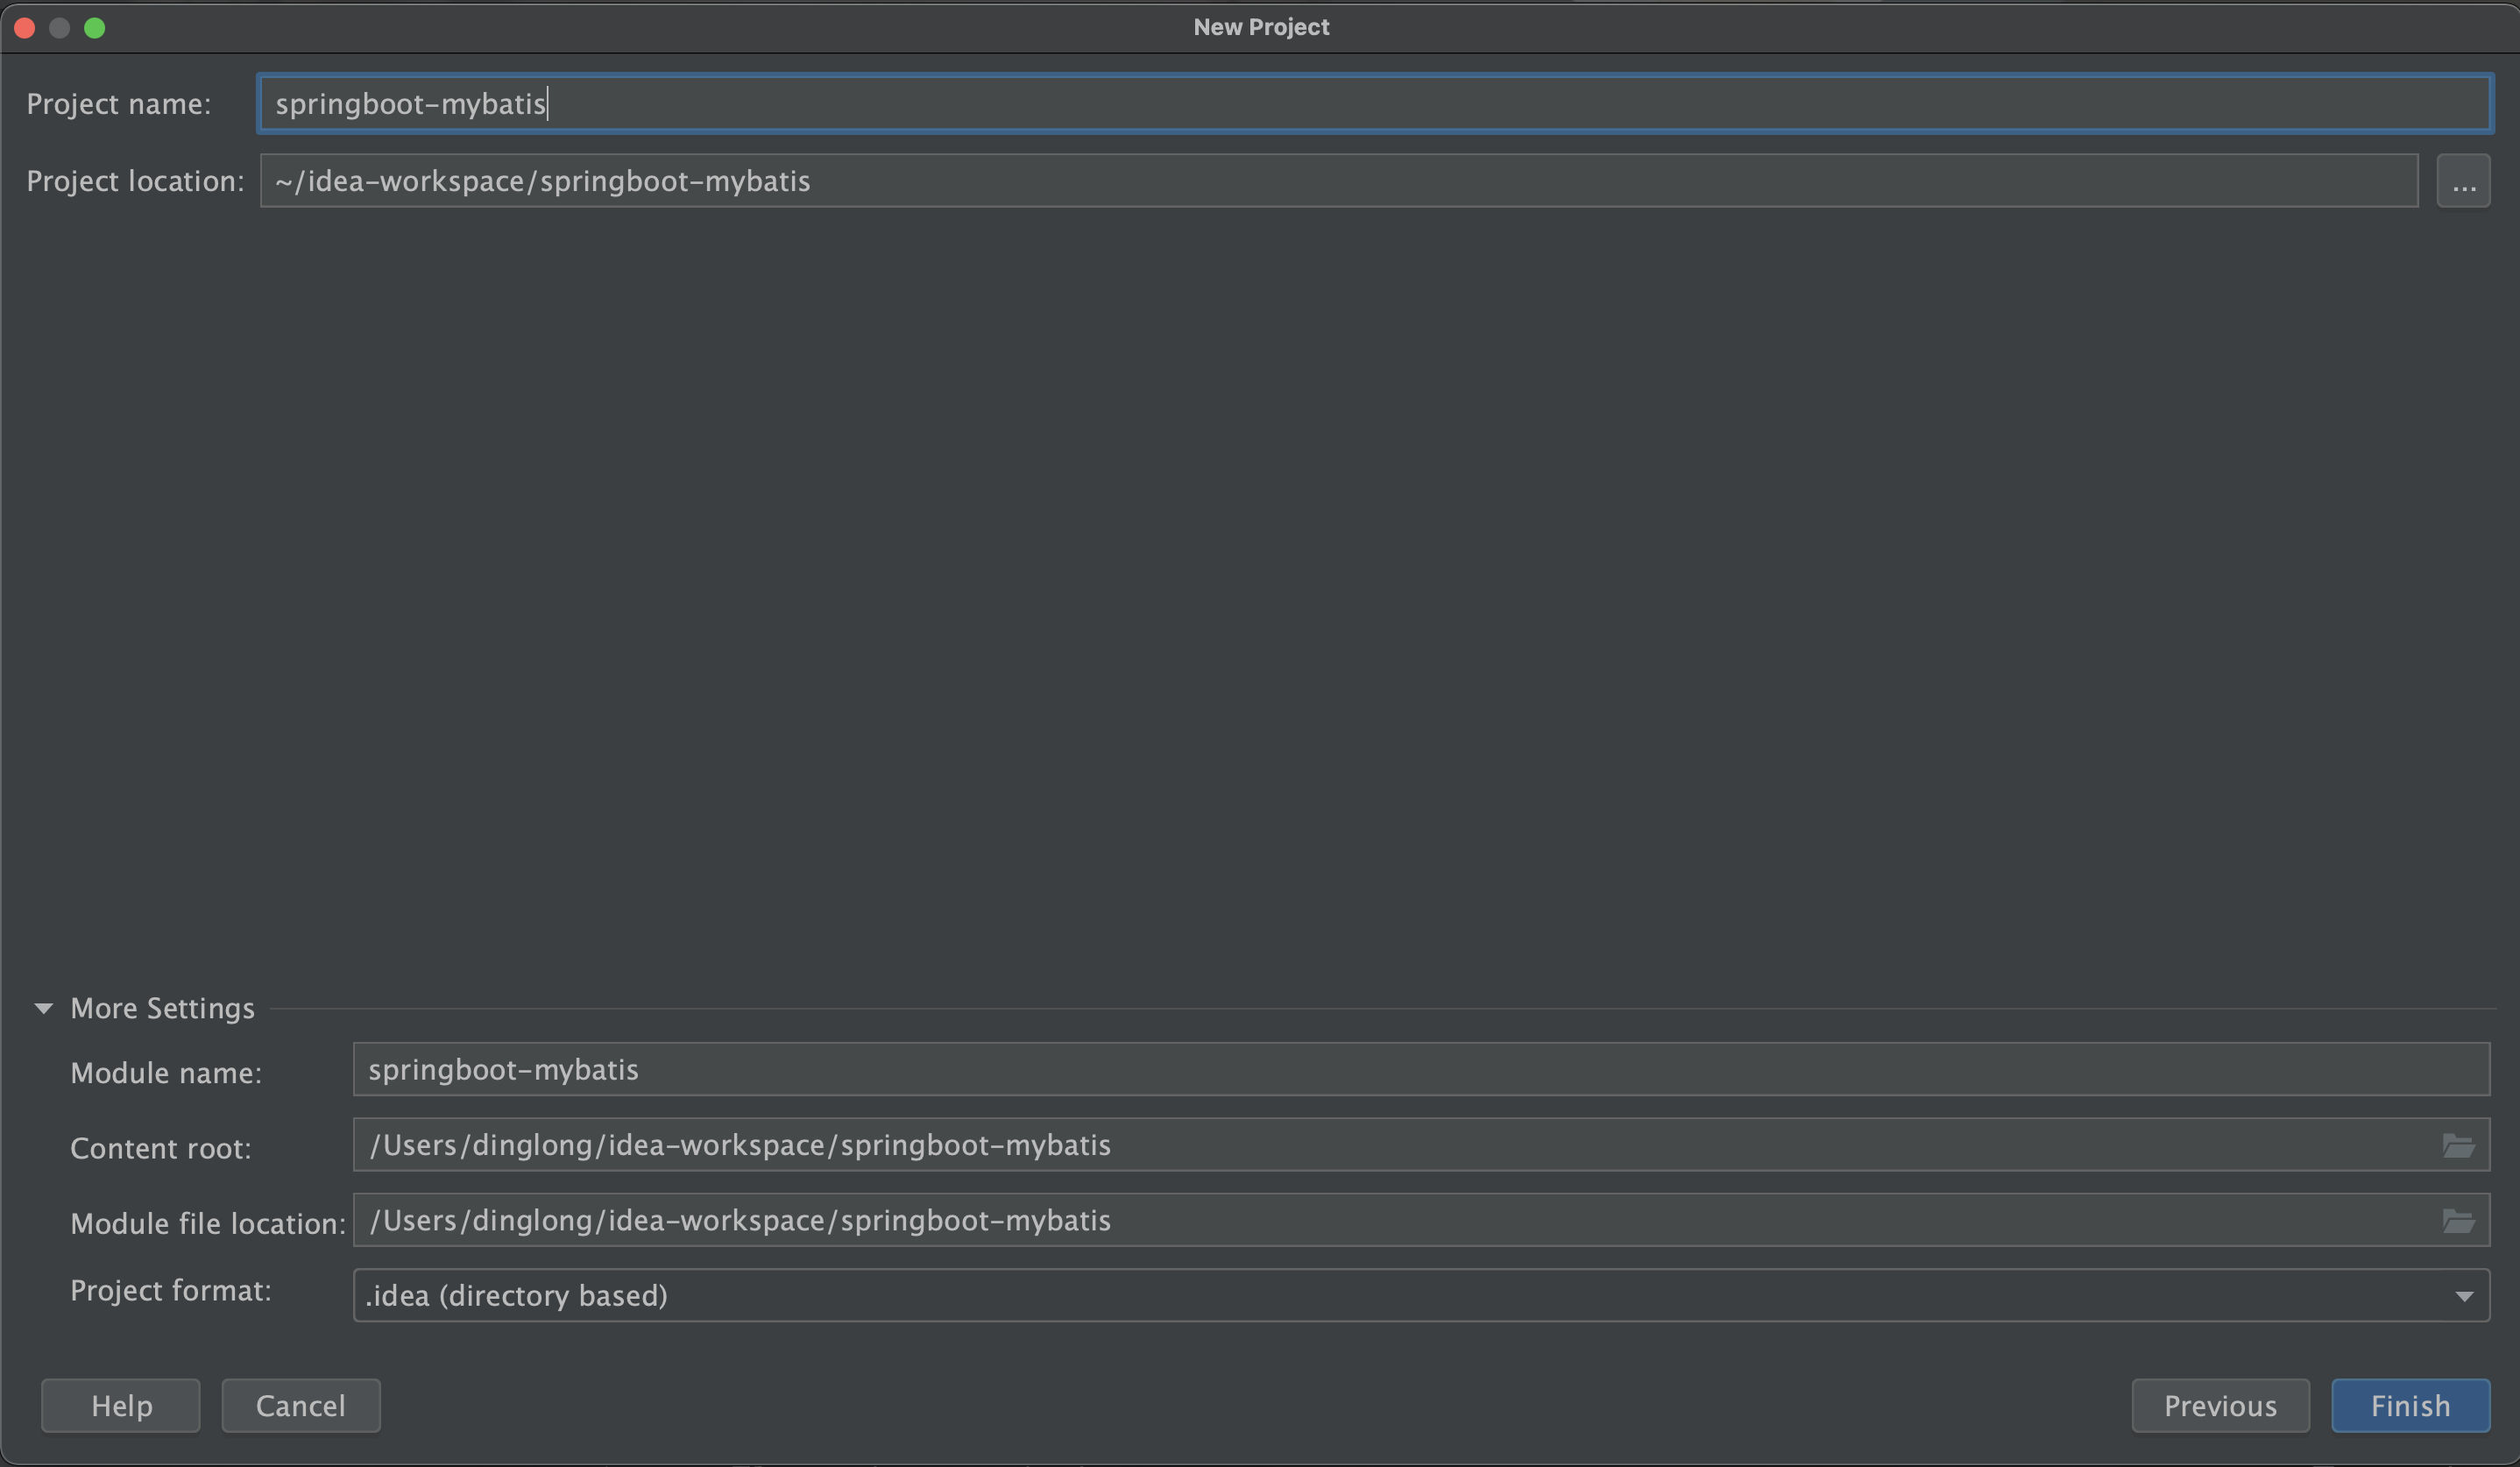 New Project
Project name: springboot-mybatis
Project location: ~/idea-workspace/springboot-mybatis ...
More Settings
Module name: springboot-mybatis
Content root: /Users/dinglong/idea-workspace/springboot-mybatis
Module file location: /Users/dinglong/idea-workspace/springboot-mybatis
Project format: .idea (directory based)
Help Cancel Previous Finish